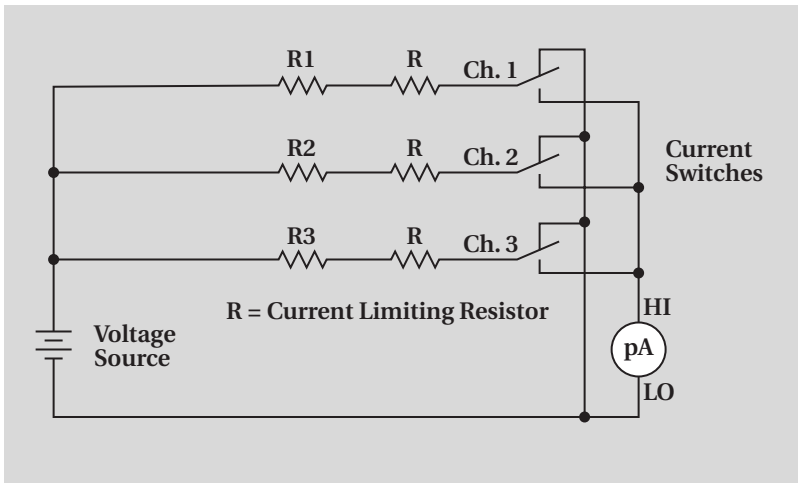 R1 R Ch. 1
R2 R Ch. 2
Current
Switches
R3 R Ch. 3
R = Current Limiting Resistor
HI
Voltage
Source
pA
LO